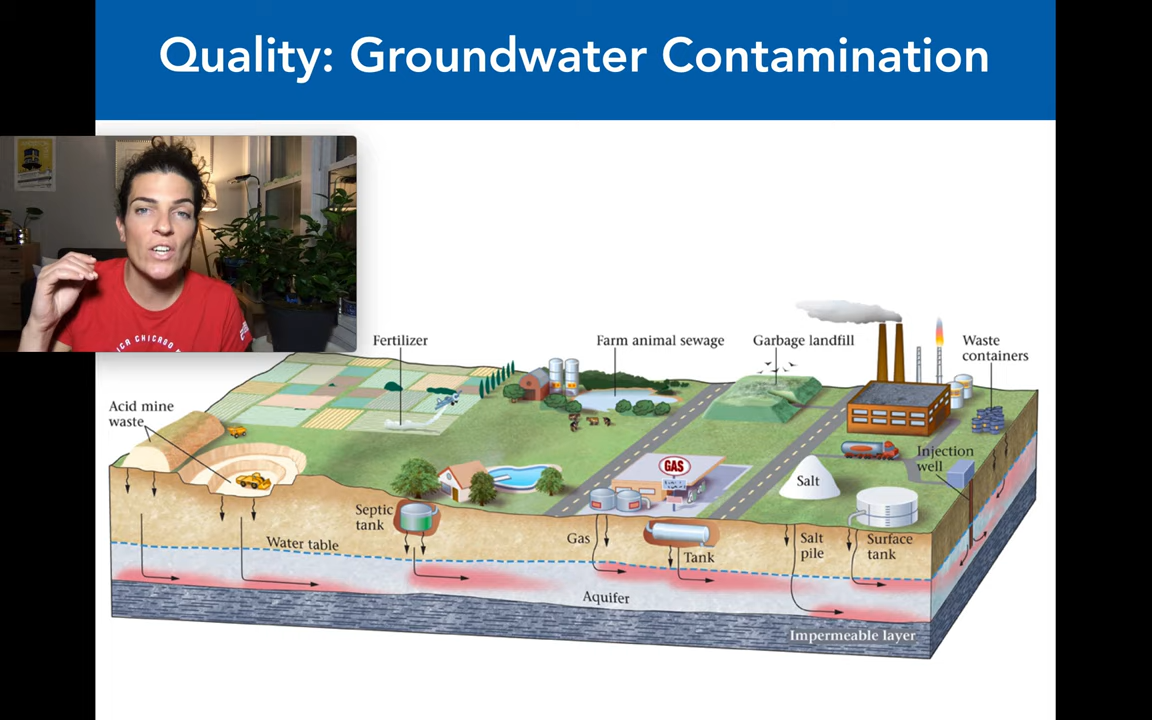 Quality: Groundwater Contamination
CHICAGO
Fertilizer
Farm animal sewage
Garbage landfill
Waste
containers
Acid mine
waste
GAS
Injection
well
Salt
Septic
tank
Water table
Gas
Tank
Salt
pile
Surface
tank
Aquifer
Impermeable layer